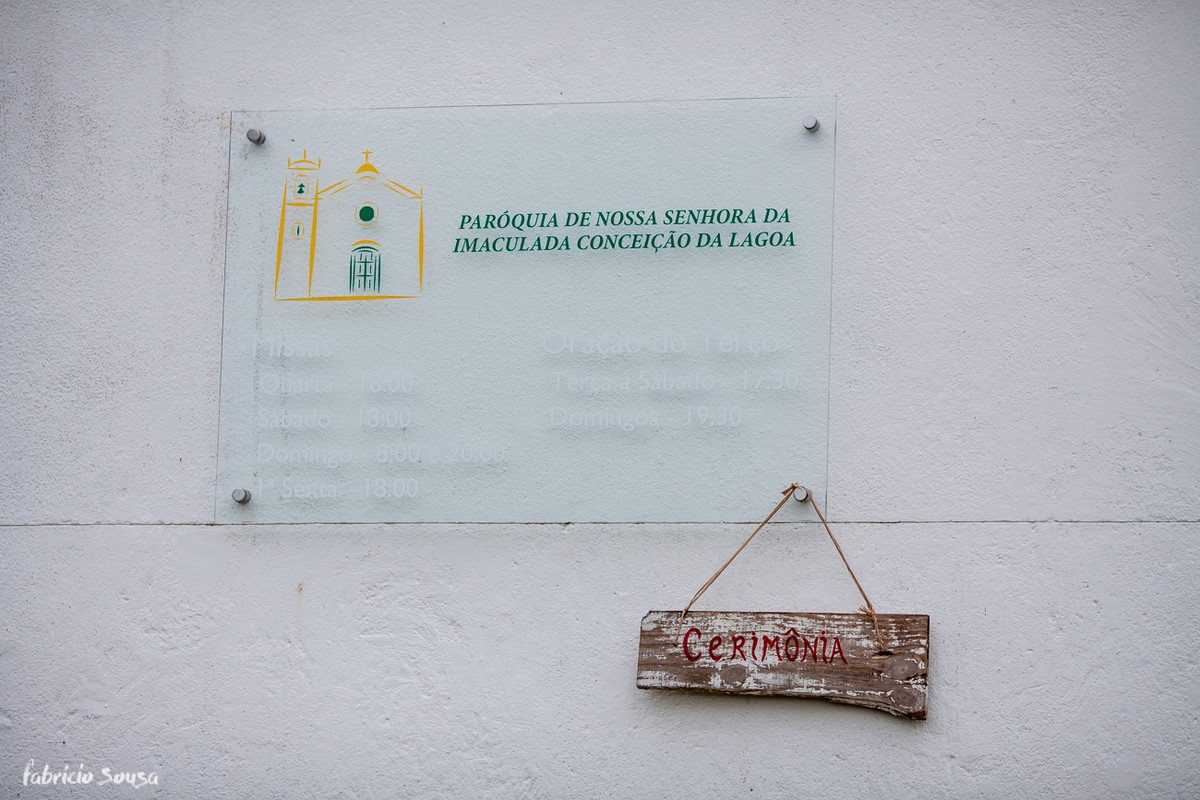 PARÓQUIA DE NOSSA SENHORA DA
IMACULADA CONCEIÇÃO DA LAGOA
Missas
Quarta - 18:00
Sábado - 18:00
Domingo - 8:00 e 20:00
1ª Sexta - 18:00
Oração do Terço
Terça a Sábado - 17:30
Domingos - 19:30
CeRiMÔNiA
fabricio Sousa